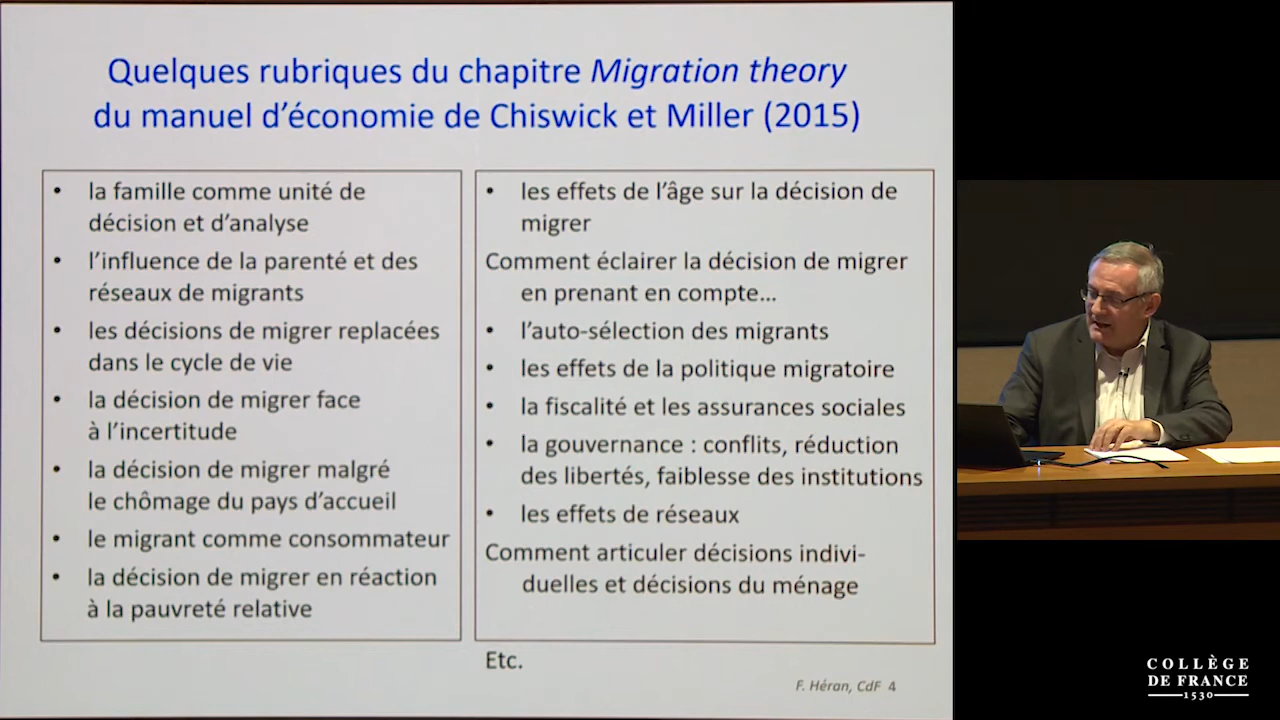 Quelques rubriques du chapitre Migration theory
du manuel d'économie de Chiswick et Miller (2015)
• la famille comme unité de
décision et d'analyse
• l'influence de la parenté et des
réseaux de migrants
• les décisions de migrer replacées
dans le cycle de vie
• la décision de migrer face
à l'incertitude
• la décision de migrer malgré
le chômage du pays d'accueil
• le migrant comme consommateur
• la décision de migrer en réaction
à la pauvreté relative
• les effets de l'âge sur la décision de
migrer
Comment éclairer la décision de migrer
en prenant en compte…
• l'auto-sélection des migrants
• les effets de la politique migratoire
• la fiscalité et les assurances sociales
• la gouvernance : conflits, réduction
des libertés, faiblesse des institutions
• les effets de réseaux
Comment articuler décisions indivi-
duelles et décisions du ménage
Etc.
F. Héran, CdF 4
COLLÈGE
DE FRANCE
1530